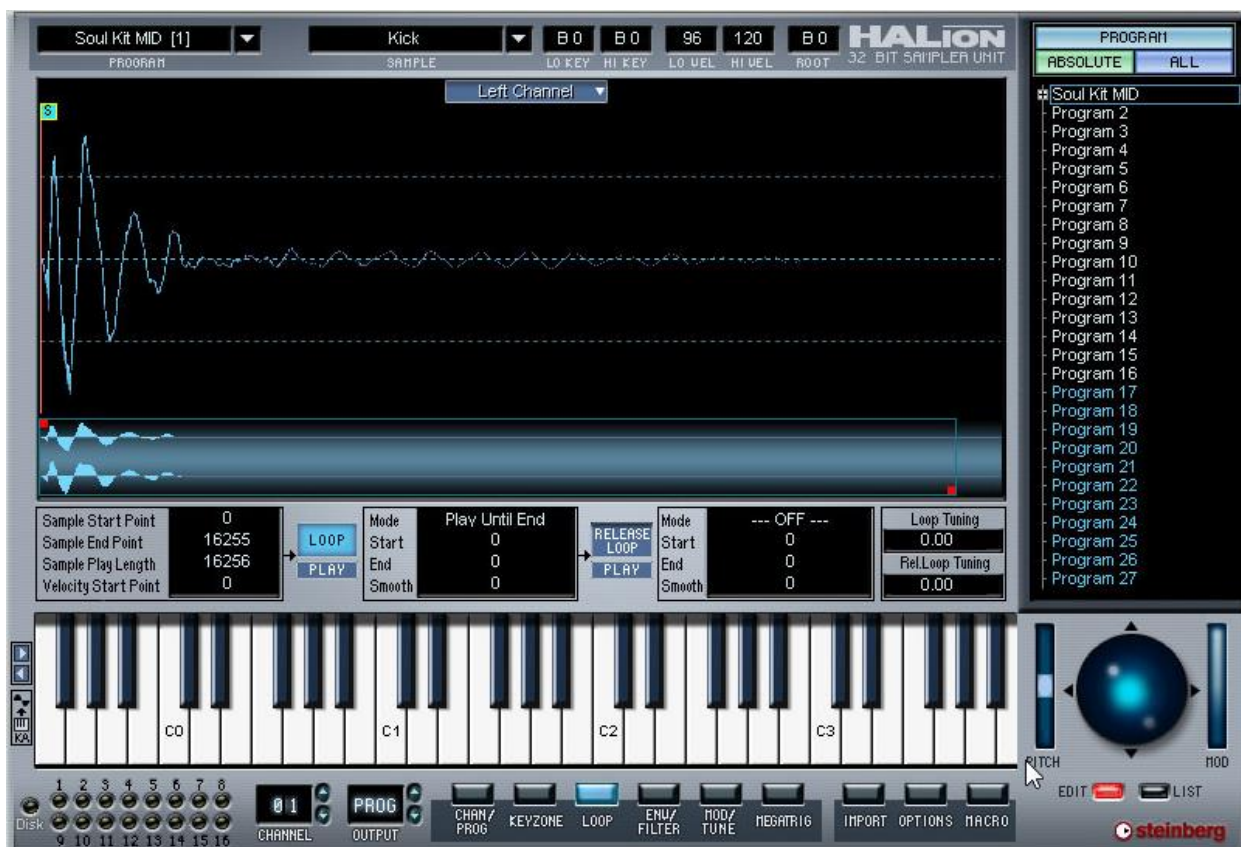 Soul Kit MID [1]
Kick
B 0
B 0
96
120
B 0
HALION
PROGRAM
SAMPLE
LO KEY
HI KEY
LO VEL
HI VEL
ROOT
32 BIT SAMPLER UNIT
Left Channel
S
PROGRAM
ABSOLUTE
ALL
Soul Kit MID
Program 2
Program 3
Program 4
Program 5
Program 6
Program 7
Program 8
Program 9
Program 10
Program 11
Program 12
Program 13
Program 14
Program 15
Program 16
Program 17
Program 18
Program 19
Program 20
Program 21
Program 22
Program 23
Program 24
Program 25
Program 26
Program 27
Sample Start Point 0
Sample End Point 16255
Sample Play Length 16256
Velocity Start Point 0
LOOP
PLAY
Mode Play Until End
Start 0
End 0
Smooth 0
RELEASE
LOOP
PLAY
Mode --- OFF ---
Start 0
End 0
Smooth 0
Loop Tuning
0.00
Rel.Loop Tuning
0.00
KA
C0
C1
C2
C3
PITCH
MOD
EDIT
LIST
1 2 3 4 5 6 7 8
Disk
9 10 11 12 13 14 15 16
01
CHANNEL
PROG
OUTPUT
CHAN/
PROG
KEYZONE
LOOP
ENV/
FILTER
MOD/
TUNE
MEGATRIG
IMPORT
OPTIONS
MACRO
steinberg